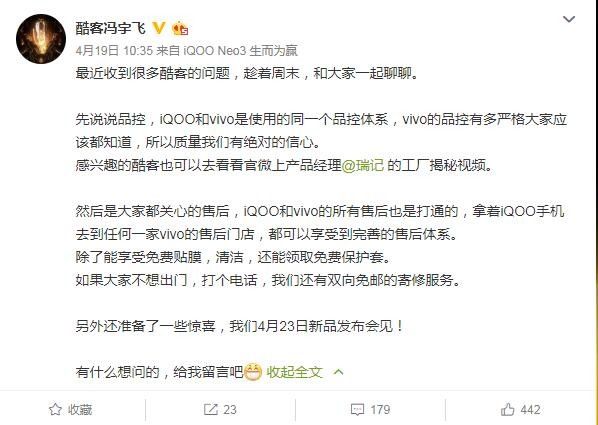 酷客冯宇飞
4月19日 10:35 来自 iQOO Neo3 生而为赢
最近收到很多酷客的问题，趁着周末，和大家一起聊聊。
先说说品控，iQOO和vivo是使用的同一个品控体系，vivo的品控有多严格大家应
该都知道，所以质量我们有绝对的信心。
感兴趣的酷客也可以去看看官微上产品经理@瑞记 的工厂揭秘视频。
然后是大家都关心的售后，iQOO和vivo的所有售后也是打通的，拿着iQOO手机
去到任何一家vivo的售后门店，都可以享受到完善的售后体系。
除了能享受免费贴膜，清洁，还能领取免费保护套。
如果大家不想出门，打个电话，我们还有双向免邮的寄修服务。
另外还准备了一些惊喜，我们4月23日新品发布会见！
有什么想问的，给我留言吧 收起全文
收藏 23 179 442